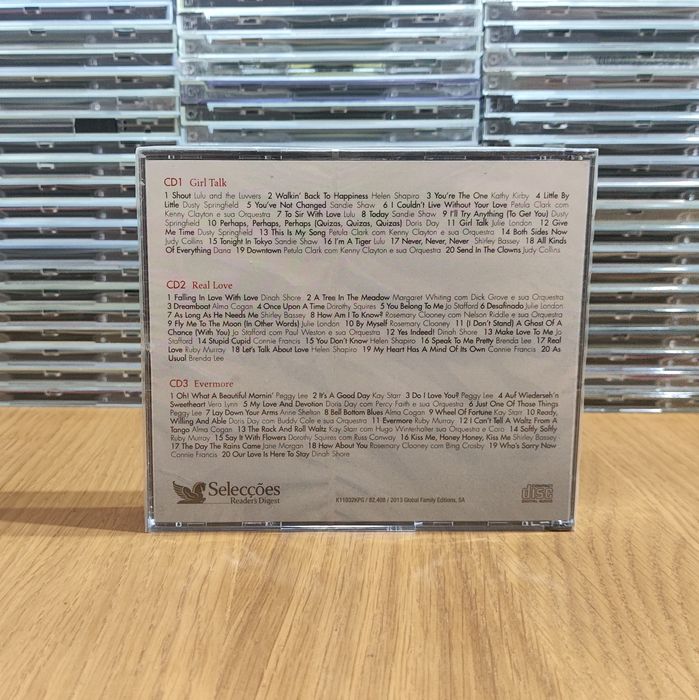 CD1 Girl Talk
1 Shout Lulu and the Luvvers 2 Walkin' Back To Happiness Helen Shapiro 3 You're The One Kathy Kirby 4 Little By
Little Dusty Springfield 5 You've Not Changed Sandie Shaw 6 I Couldn't Live Without Your Love Petula Clark com
Kenny Clayton e sua Orquestra 7 To Sir With Love Lulu 8 Today Sandie Shaw 9 I'll Try Anything (To Get You) Dusty
Springfield 10 Perhaps, Perhaps, Perhaps (Quizas, Quizas, Quizas) Doris Day 11 Girl Talk Julie London 12 Give
Me Time Dusty Springfield 13 This Is My Song Petula Clark com Kenny Clayton e sua Orquestra 14 Both Sides Now
Judy Collins 15 Tonight In Tokyo Sandie Shaw 16 I'm A Tiger Lulu 17 Never, Never, Never Shirley Bassey 18 All Kinds
Of Everything Dana 19 Downtown Petula Clark com Kenny Clayton e sua Orquestra 20 Send In The Clowns Judy Collins
CD2 Real Love
1 Falling In Love With Love Dinah Shore 2 A Tree In The Meadow Margaret Whiting com Dick Grove e sua Orquestra
3 Dreamboat Alma Cogan 4 Once Upon A Time Dorothy Squires 5 You Belong To Me Jo Stafford 6 Desafinado Julie London
7 As Long As He Needs Me Shirley Bassey 8 How Am I To Know? Rosemary Clooney com Nelson Riddle e sua Orquestra
9 Fly Me To The Moon (In Other Words) Julie London 10 By Myself Rosemary Clooney 11 (I Don't Stand) A Ghost Of A
Chance (With You) Jo Stafford com Paul Weston e sua Orquestra 12 Yes Indeed! Dinah Shore 13 Make Love To Me Jo
Stafford 14 Stupid Cupid Connie Francis 15 You Don't Know Helen Shapiro 16 Speak To Me Pretty Brenda Lee 17 Real
Love Ruby Murray 18 Let's Talk About Love Helen Shapiro 19 My Heart Has A Mind Of Its Own Connie Francis 20 As
Usual Brenda Lee
CD3 Evermore
1 Oh! What A Beautiful Mornin' Peggy Lee 2 It's A Good Day Kay Starr 3 Do I Love You? Peggy Lee 4 Auf Wiederseh'n
Sweetheart Vera Lynn 5 My Love And Devotion Doris Day com Percy Faith e sua Orquestra 6 Just One Of Those Things
Peggy Lee 7 Lay Down Your Arms Anne Shelton 8 Bell Bottom Blues Alma Cogan 9 Wheel Of Fortune Kay Starr 10 Ready,
Willing And Able Doris Day com Buddy Cole e sua Orquestra 11 Evermore Ruby Murray 12 I Can't Tell A Waltz From A
Tango Alma Cogan 13 The Rock And Roll Waltz Kay Starr com Hugo Winterhalter sua Orquestra e Coro 14 Softly Softly
Ruby Murray 15 Say It With Flowers Dorothy Squires com Russ Conway 16 Kiss Me, Honey Honey, Kiss Me Shirley Bassey
17 The Day The Rains Came Jane Morgan 18 How About You Rosemary Clooney com Bing Crosby 19 Who's Sorry Now
Connie Francis 20 Our Love Is Here To Stay Dinah Shore
Selecções
Reader's Digest
K11032KPG / 82.408 / 2013 Global Family Editions, SA
COMPACT
disc
DIGITAL AUDIO